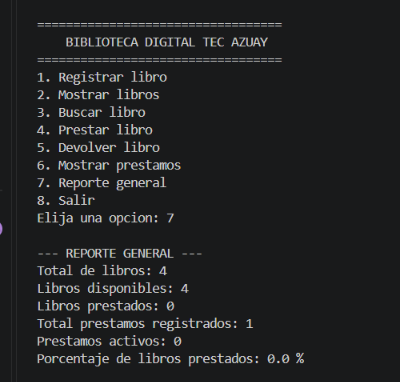 ==================================
BIBLIOTECA DIGITAL TEC AZUAY
==================================
1. Registrar libro
2. Mostrar libros
3. Buscar libro
4. Prestar libro
5. Devolver libro
6. Mostrar prestamos
7. Reporte general
8. Salir
Elija una opcion: 7

--- REPORTE GENERAL ---
Total de libros: 4
Libros disponibles: 4
Libros prestados: 0
Total prestamos registrados: 1
Prestamos activos: 0
Porcentaje de libros prestados: 0.0 %